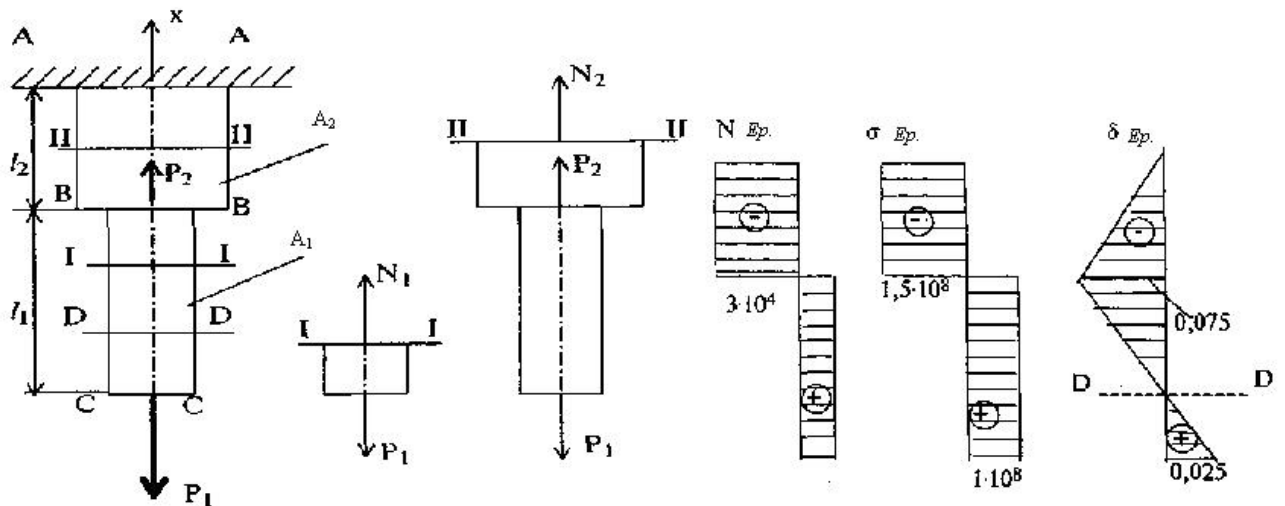 x
A A
N₂
II II
A₂
l₂
P₂
B B
II II
P₂
N Ep. σ Ep. δ Ep.
- - -
I I
A₁
N₁
l₁
D D
I I
3·10⁴ 1,5·10⁸ 0,075
D D
C C
P₁ P₁
+ + +
P₁
1·10⁸ 0,025